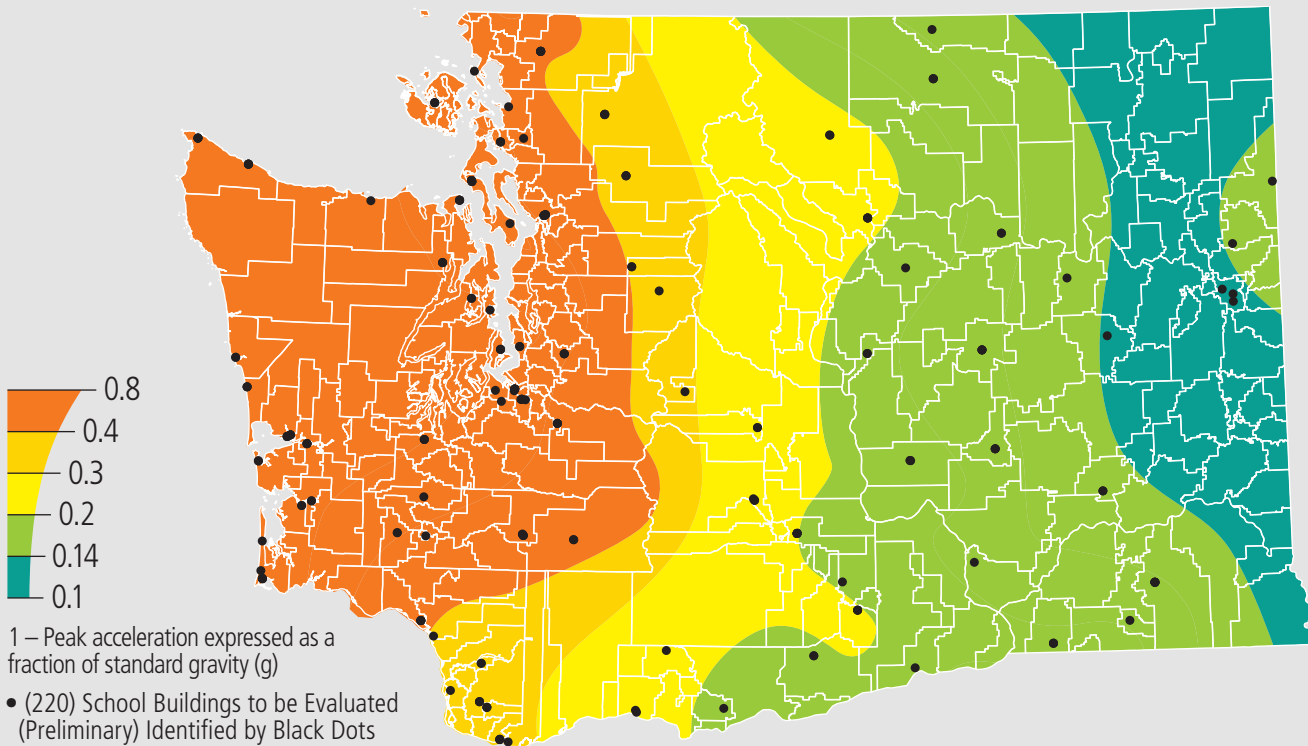 0.8
0.4
0.3
0.2
0.14
0.1
1 – Peak acceleration expressed as a
fraction of standard gravity (g)
• (220) School Buildings to be Evaluated
(Preliminary) Identified by Black Dots